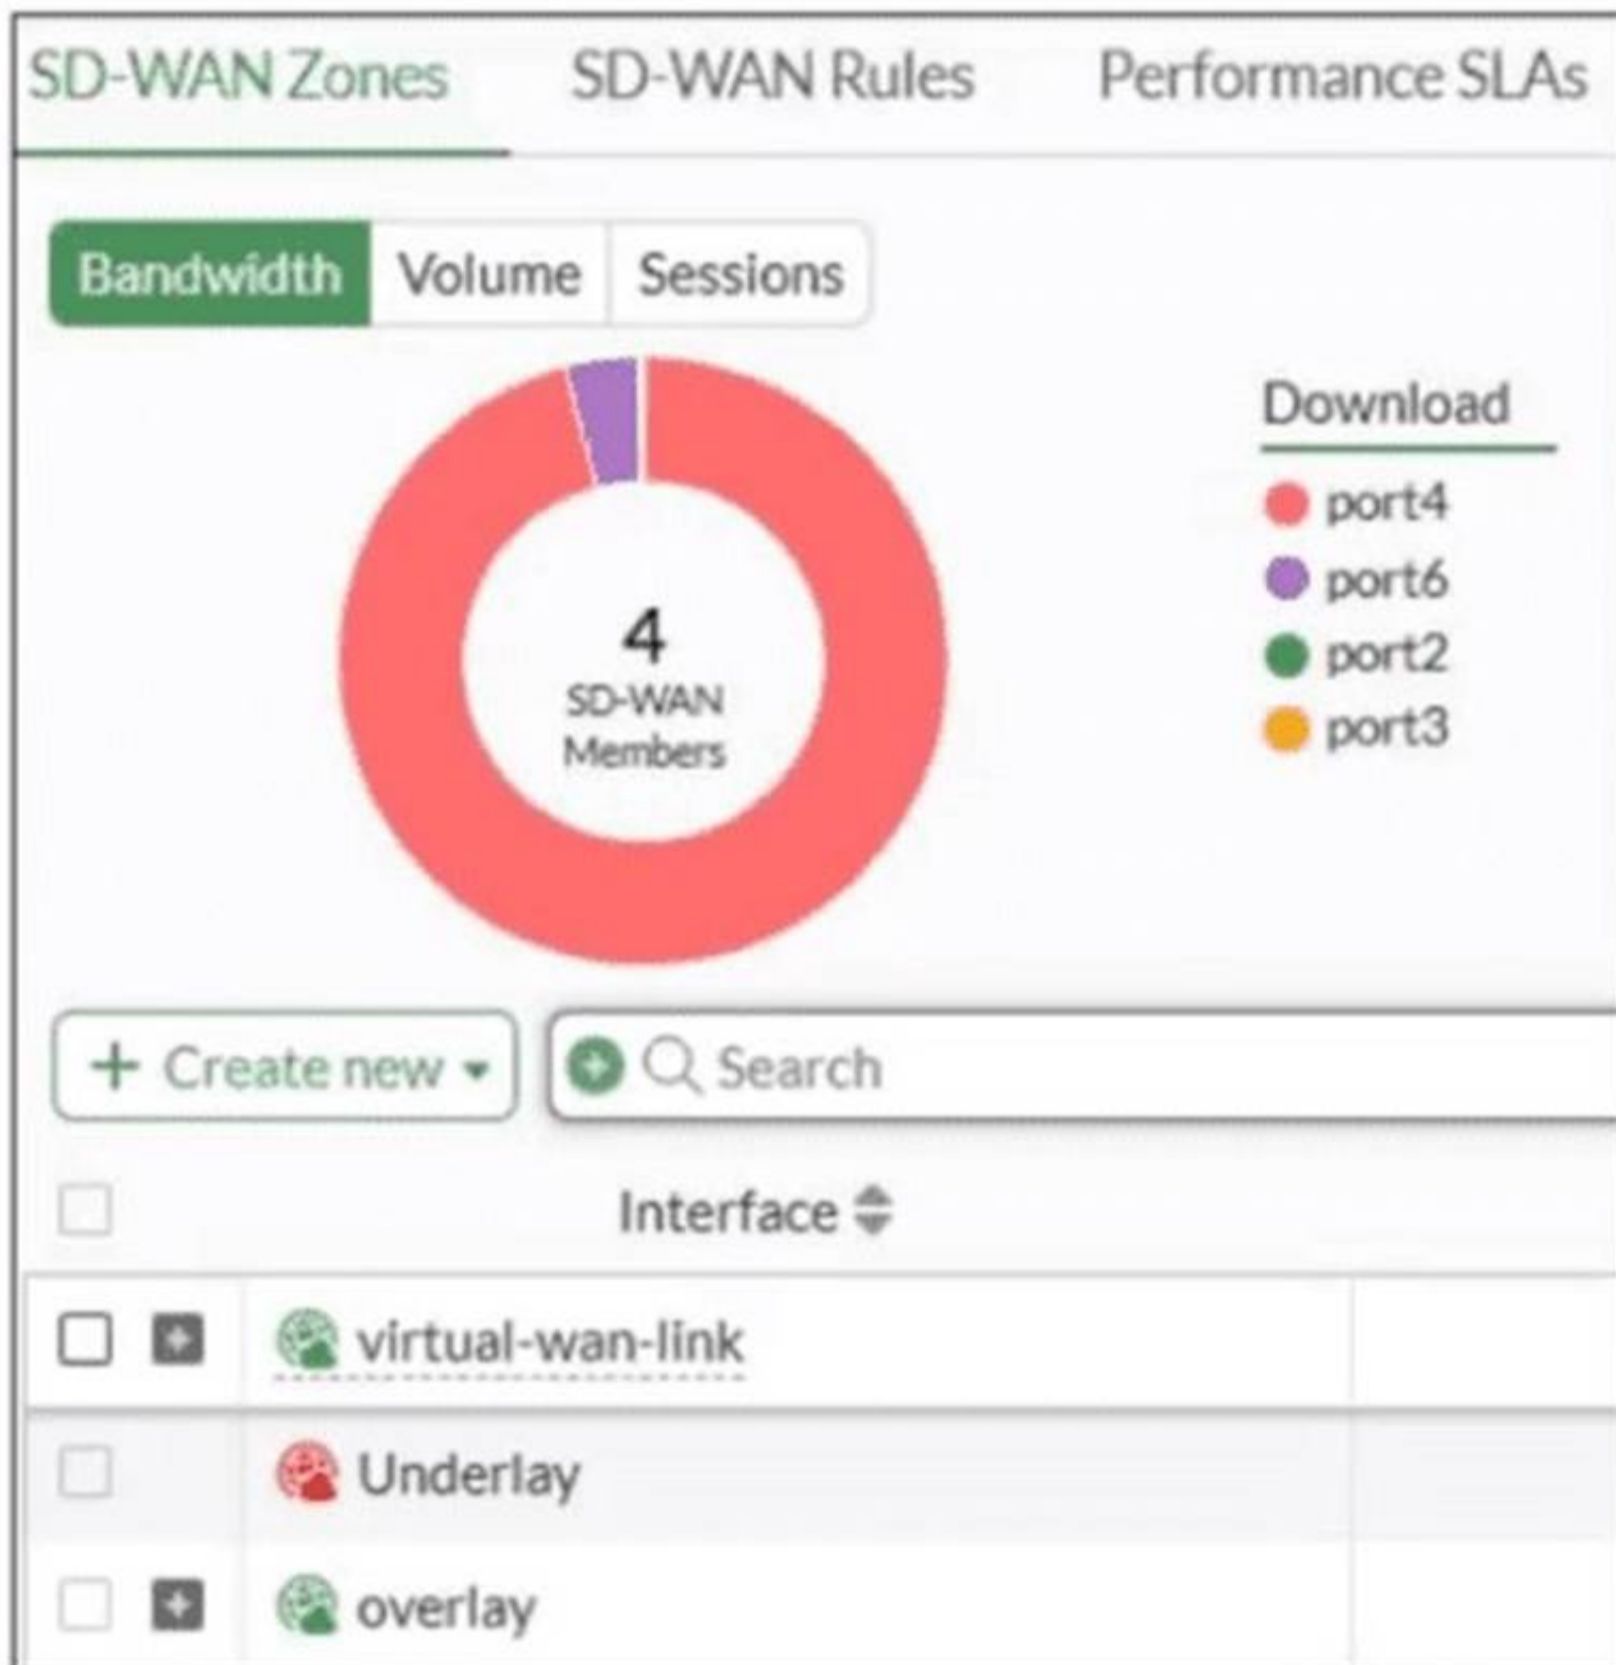 SD-WAN Zones SD-WAN Rules Performance SLAs
Bandwidth Volume Sessions
Download
port4
port6
port2
port3
4
SD-WAN
Members
+ Create new Search
Interface
virtual-wan-link
Underlay
overlay